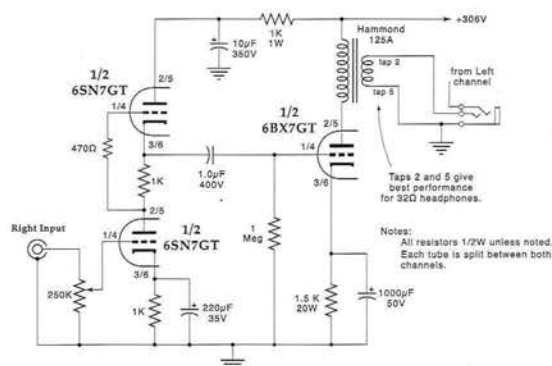 1K
1W
Hammond
125A
+306V
10µF
350V
tap 2
tap 5
from Left
channel
1/2
6SN7GT
2/5
1/4
3/6
1/2
6BX7GT
2/5
1/4
3/6
470Ω
1K
1.0µF
400V
Taps 2 and 5 give
best performance
for 32Ω headphones.
Right Input
2/5
1/4
3/6
1/2
6SN7GT
1
Meg
Notes:
All resistors 1/2W unless noted.
Each tube is split between both
channels.
250K
1K
220µF
35V
1.5 K
20W
1000µF
50V